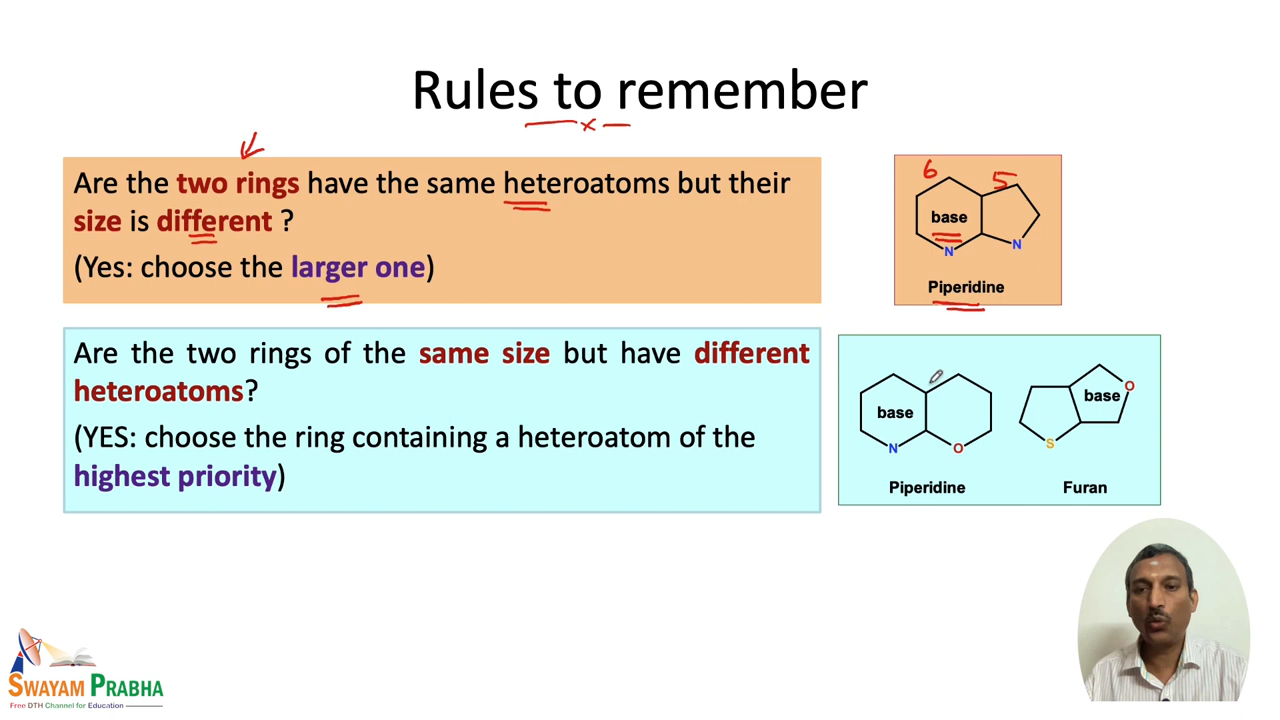 Rules to remember
Are the two rings have the same heteroatoms but their
size is different ?
(Yes: choose the larger one)
6
5
base
N
N
Piperidine
Are the two rings of the same size but have different
heteroatoms?
(YES: choose the ring containing a heteroatom of the
highest priority)
base
N
O
Piperidine
base
O
S
Furan
SWAYAM PRABHA
Free DTH Channel for Education